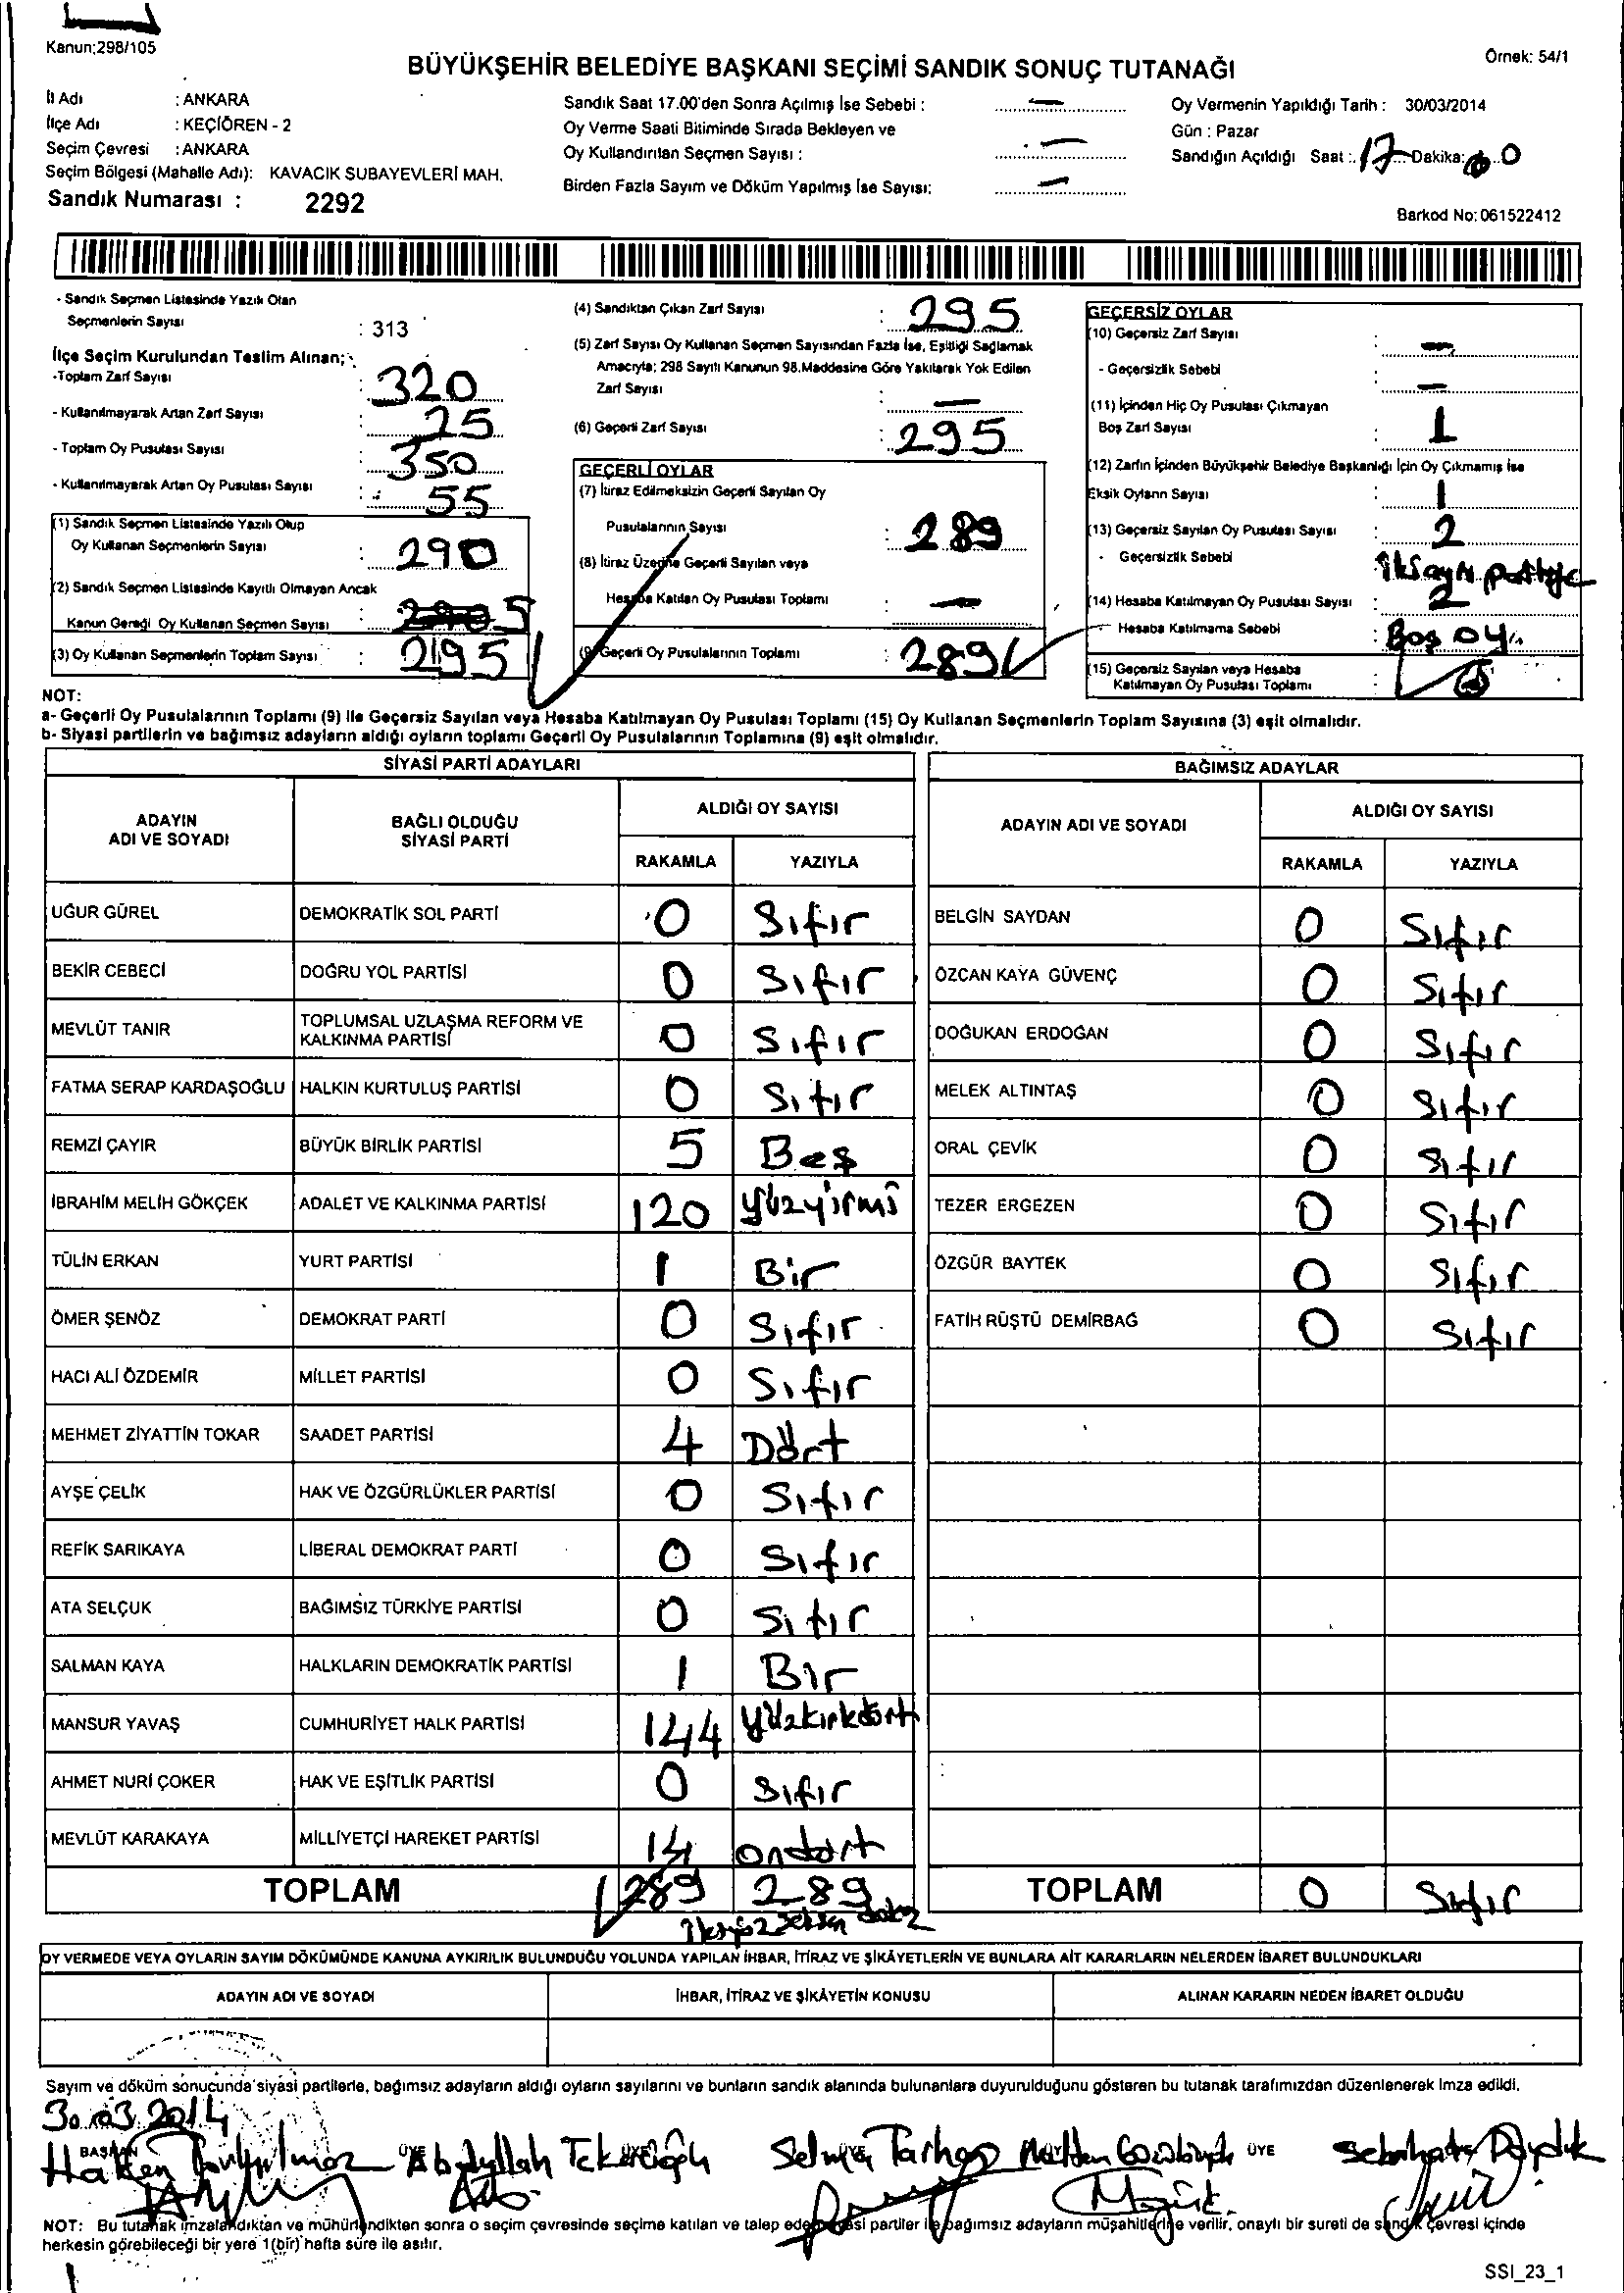 Kanun;298/105
Örnek: 54/1
BÜYÜKŞEHİR BELEDİYE BAŞKANI SEÇİMİ SANDIK SONUÇ TUTANAĞI
İl Adı : ANKARA
İlçe Adı : KEÇİÖREN - 2
Seçim Çevresi : ANKARA
Seçim Bölgesi (Mahalle Adı): KAVACIK SUBAYEVLERİ MAH.
Sandık Numarası : 2292
Sandık Saat 17.00'den Sonra Açılmış İse Sebebi : —
Oy Verme Saati Bitiminde Sırada Bekleyen ve
Oy Kullandırılan Seçmen Sayısı : —
Birden Fazla Sayım ve Döküm Yapılmış İse Sayısı: —
Oy Vermenin Yapıldığı Tarih : 30/03/2014
Gün : Pazar
Sandığın Açıldığı Saat : 17 Dakika: 00
Barkod No: 061522412
- Sandık Seçmen Listesinde Yazılı Olan
Seçmenlerin Sayısı : 313
İlçe Seçim Kurulundan Teslim Alınan;
-Toplam Zarf Sayısı : 320
- Kullanılmayarak Artan Zarf Sayısı : 25
- Toplam Oy Pusulası Sayısı : 350
- Kullanılmayarak Artan Oy Pusulası Sayısı : 55
(1) Sandık Seçmen Listesinde Yazılı Olup
Oy Kullanan Seçmenlerin Sayısı : 290
(2) Sandık Seçmen Listesinde Kayıtlı Olmayan Ancak
Kanun Gereği Oy Kullanan Seçmen Sayısı : 5
(3) Oy Kullanan Seçmenlerin Toplam Sayısı : 295
(4) Sandıktan Çıkan Zarf Sayısı : 295
(5) Zarf Sayısı Oy Kullanan Seçmen Sayısından Fazla İse, Eşitliği Sağlamak
Amacıyla; 298 Sayılı Kanunun 98.Maddesine Göre Yakılarak Yok Edilen
Zarf Sayısı : —
(6) Geçerli Zarf Sayısı : 295
GEÇERLİ OYLAR
(7) İtiraz Edilmeksizin Geçerli Sayılan Oy
Pusulalarının Sayısı : 289
(8) İtiraz Üzerine Geçerli Sayılan veya
Hesaba Katılan Oy Pusulası Toplamı : —
(9) Geçerli Oy Pusulalarının Toplamı : 289
GEÇERSİZ OYLAR
(10) Geçersiz Zarf Sayısı : —
- Geçersizlik Sebebi : —
(11) İçinden Hiç Oy Pusulası Çıkmayan
Boş Zarf Sayısı : 1
(12) Zarfın İçinden Büyükşehir Belediye Başkanlığı İçin Oy Çıkmamış İse
Eksik Oyların Sayısı : 1
(13) Geçersiz Sayılan Oy Pusulası Sayısı : 2
- Geçersizlik Sebebi : iki ayrı partiye
(14) Hesaba Katılmayan Oy Pusulası Sayısı : 2
- Hesaba Katılmama Sebebi : Boş oy
(15) Geçersiz Sayılan veya Hesaba
Katılmayan Oy Pusulası Toplamı :
NOT:
a- Geçerli Oy Pusulalarının Toplamı (9) ile Geçersiz Sayılan veya Hesaba Katılmayan Oy Pusulası Toplamı (15) Oy Kullanan Seçmenlerin Toplam Sayısına (3) eşit olmalıdır.
b- Siyasi partilerin ve bağımsız adayların aldığı oyların toplamı Geçerli Oy Pusulalarının Toplamına (9) eşit olmalıdır.
SİYASİ PARTİ ADAYLARI
ADAYIN ADI VE SOYADI BAĞLI OLDUĞU SİYASİ PARTİ ALDIĞI OY SAYISI
RAKAMLA YAZIYLA
UĞUR GÜREL DEMOKRATİK SOL PARTİ 0 Sıfır
BEKİR CEBECİ DOĞRU YOL PARTİSİ 0 Sıfır
MEVLÜT TANIR TOPLUMSAL UZLAŞMA REFORM VE KALKINMA PARTİSİ 0 Sıfır
FATMA SERAP KARDAŞOĞLU HALKIN KURTULUŞ PARTİSİ 0 Sıfır
REMZİ ÇAYIR BÜYÜK BİRLİK PARTİSİ 5 Beş
İBRAHİM MELİH GÖKÇEK ADALET VE KALKINMA PARTİSİ 120 yüzyirmi
TÜLİN ERKAN YURT PARTİSİ 1 Bir
ÖMER ŞENÖZ DEMOKRAT PARTİ 0 Sıfır
HACI ALİ ÖZDEMİR MİLLET PARTİSİ 0 Sıfır
MEHMET ZİYATTİN TOKAR SAADET PARTİSİ 4 Dört
AYŞE ÇELİK HAK VE ÖZGÜRLÜKLER PARTİSİ 0 Sıfır
REFİK SARIKAYA LİBERAL DEMOKRAT PARTİ 0 Sıfır
ATA SELÇUK BAĞIMSIZ TÜRKİYE PARTİSİ 0 Sıfır
SALMAN KAYA HALKLARIN DEMOKRATİK PARTİSİ 1 Bir
MANSUR YAVAŞ CUMHURİYET HALK PARTİSİ 144 yüzkırkdört
AHMET NURİ ÇOKER HAK VE EŞİTLİK PARTİSİ 0 Sıfır
MEVLÜT KARAKAYA MİLLİYETÇİ HAREKET PARTİSİ 14 ondört
TOPLAM 289 289
BAĞIMSIZ ADAYLAR
ADAYIN ADI VE SOYADI ALDIĞI OY SAYISI
RAKAMLA YAZIYLA
BELGİN SAYDAN 0 Sıfır
ÖZCAN KAYA GÜVENÇ 0 Sıfır
DOĞUKAN ERDOĞAN 0 Sıfır
MELEK ALTINTAŞ 0 Sıfır
ORAL ÇEVİK 0 Sıfır
TEZER ERGEZEN 0 Sıfır
ÖZGÜR BAYTEK 0 Sıfır
FATİH RÜŞTÜ DEMİRBAĞ 0 Sıfır
TOPLAM 0 Sıfır
OY VERMEDE VEYA OYLARIN SAYIM DÖKÜMÜNDE KANUNA AYKIRILIK BULUNDUĞU YOLUNDA YAPILAN İHBAR, İTİRAZ VE ŞİKÂYETLERİN VE BUNLARA AİT KARARLARIN NELERDEN İBARET BULUNDUKLARI
ADAYIN ADI VE SOYADI İHBAR, İTİRAZ VE ŞİKÂYETİN KONUSU ALINAN KARARIN NEDEN İBARET OLDUĞU
Sayım ve döküm sonucunda siyasi partilerle, bağımsız adayların aldığı oyların sayılarını ve bunların sandık alanında bulunanlara duyurulduğunu gösteren bu tutanak tarafımızdan düzenlenerek imza edildi.
30.03.2014
BAŞKAN ÜYE ÜYE ÜYE ÜYE ÜYE
Hakan Abdullah Selma Tarhan
NOT: Bu tutanak imzalandıktan ve mühürlendikten sonra o seçim çevresinde seçime katılan ve talep eden siyasi partiler ile bağımsız adayların müşahitlerine verilir, onaylı bir sureti de sandık çevresi içinde
herkesin görebileceği bir yere 1(bir) hafta süre ile asılır.
SSI_23_1